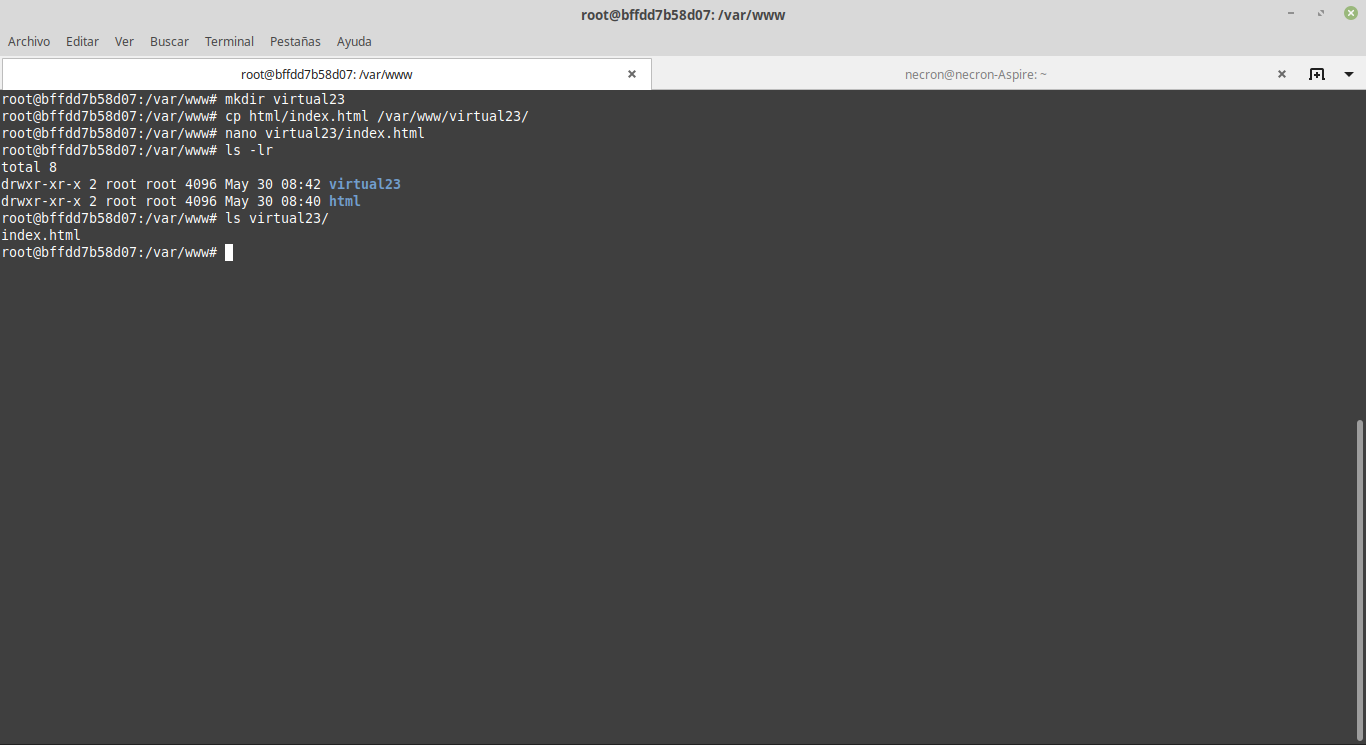 root@bffdd7b58d07: /var/www
Archivo Editar Ver Buscar Terminal Pestañas Ayuda
root@bffdd7b58d07: /var/www necron@necron-Aspire: ~
root@bffdd7b58d07:/var/www# mkdir virtual23
root@bffdd7b58d07:/var/www# cp html/index.html /var/www/virtual23/
root@bffdd7b58d07:/var/www# nano virtual23/index.html
root@bffdd7b58d07:/var/www# ls -lr
total 8
drwxr-xr-x 2 root root 4096 May 30 08:42 virtual23
drwxr-xr-x 2 root root 4096 May 30 08:40 html
root@bffdd7b58d07:/var/www# ls virtual23/
index.html
root@bffdd7b58d07:/var/www#